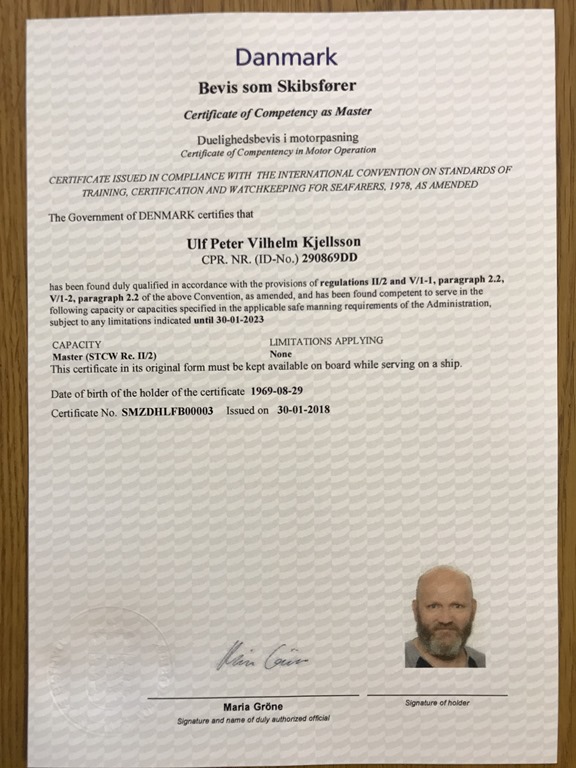 Danmark
Bevis som Skibsfører
Certificate of Competency as Master
Duelighedsbevis i motorpasning
Certificate of Compentency in Motor Operation
CERTIFICATE ISSUED IN COMPLIANCE WITH THE INTERNATIONAL CONVENTION ON STANDARDS OF
TRAINING, CERTIFICATION AND WATCHKEEPING FOR SEAFARERS, 1978, AS AMENDED
The Government of DENMARK certifies that
Ulf Peter Vilhelm Kjellsson
CPR. NR. (ID-No.) 290869DD
has been found duly qualified in accordance with the provisions of regulations II/2 and V/1-1, paragraph 2.2,
V/1-2, paragraph 2.2 of the above Convention, as amended, and has been found competent to serve in the
following capacity or capacities specified in the applicable safe manning requirements of the Administration,
subject to any limitations indicated until 30-01-2023
CAPACITY LIMITATIONS APPLYING
Master (STCW Re. II/2) None
This certificate in its original form must be kept available on board while serving on a ship.
Date of birth of the holder of the certificate 1969-08-29
Certificate No. SMZDHLFB00003 Issued on 30-01-2018
Maria Gröne
Signature and name of duly authorized official
Signature of holder